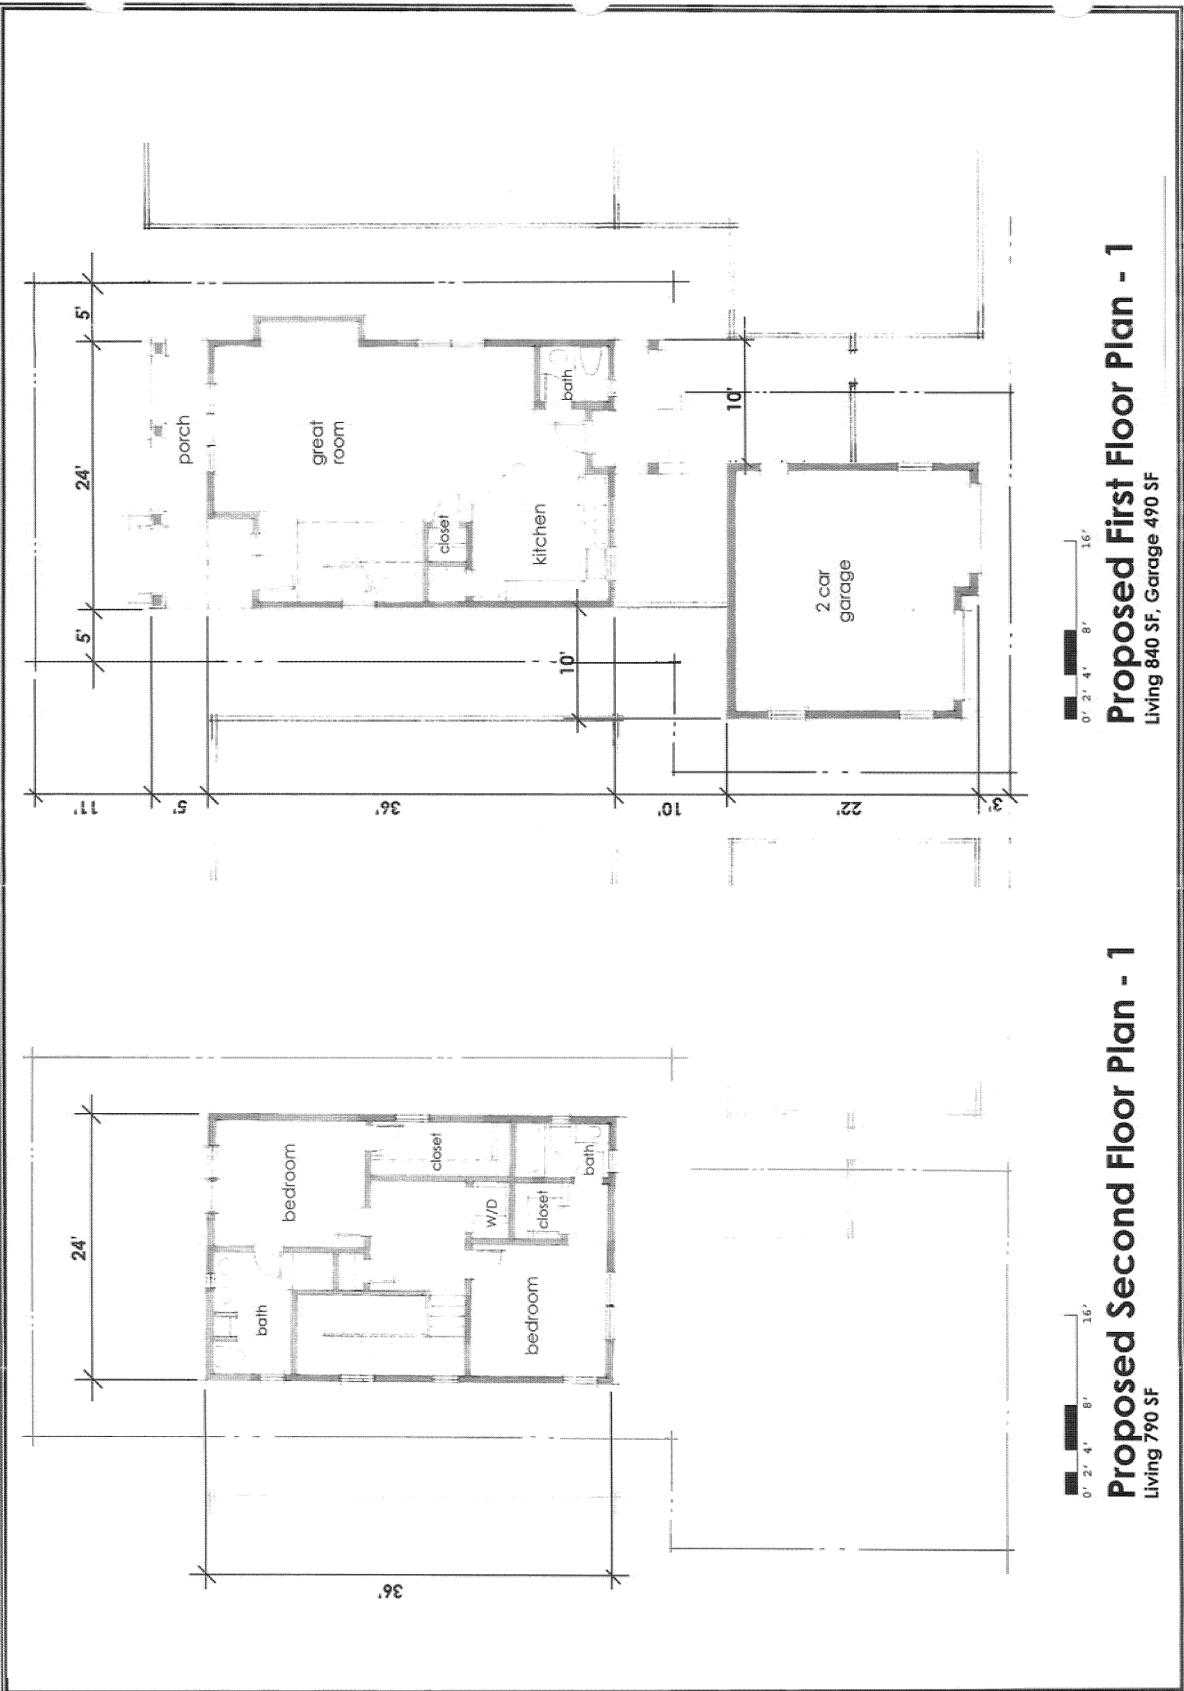 5'
24'
5'
porch
great
room
bath
closet
kitchen
10'
10'
2 car
garage
11'
5'
36'
10'
22'
3'
0' 2' 4' 8' 16'
Proposed First Floor Plan - 1
Living 840 SF, Garage 490 SF
24'
bedroom
closet
bath
W/D
closet
bath
bedroom
36'
0' 2' 4' 8' 16'
Proposed Second Floor Plan - 1
Living 790 SF